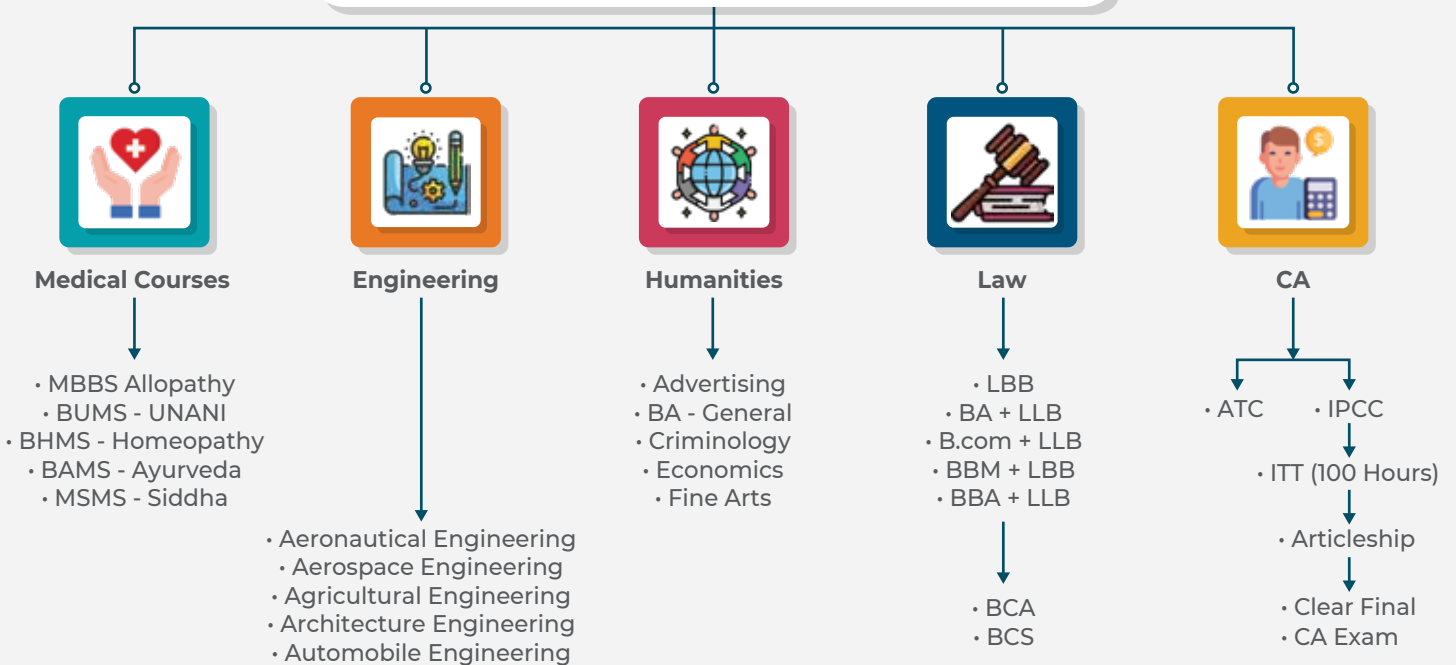 Medical Courses
• MBBS Allopathy
• BUMS - UNANI
• BHMS - Homeopathy
• BAMS - Ayurveda
• MSMS - Siddha
Engineering
• Aeronautical Engineering
• Aerospace Engineering
• Agricultural Engineering
• Architecture Engineering
• Automobile Engineering
Humanities
• Advertising
• BA - General
• Criminology
• Economics
• Fine Arts
Law
• LBB
• BA + LLB
• B.com + LLB
• BBM + LBB
• BBA + LLB
• BCA
• BCS
CA
• ATC
• IPCC
• ITT (100 Hours)
• Articleship
• Clear Final
• CA Exam